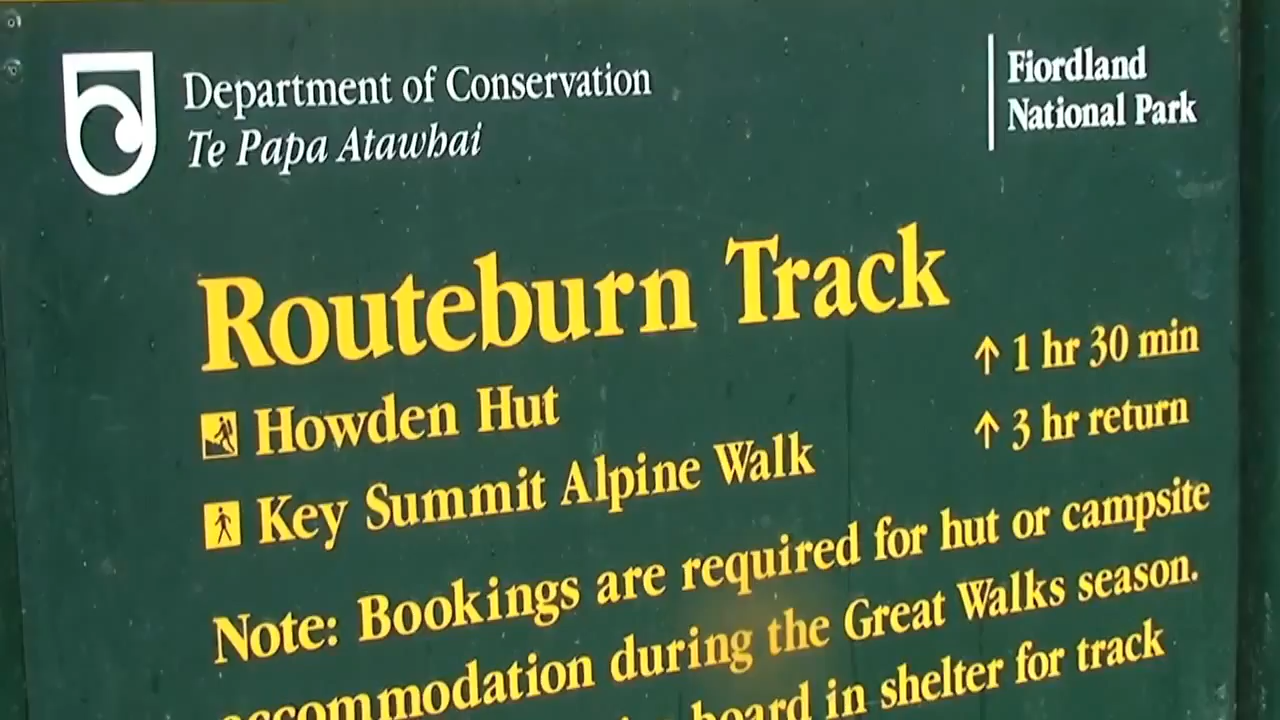 Department of Conservation
Te Papa Atawhai
Fiordland
National Park
Routeburn Track
Howden Hut ↑ 1 hr 30 min
Key Summit Alpine Walk ↑ 3 hr return
Note: Bookings are required for hut or campsite
accommodation during the Great Walks season.
board in shelter for track